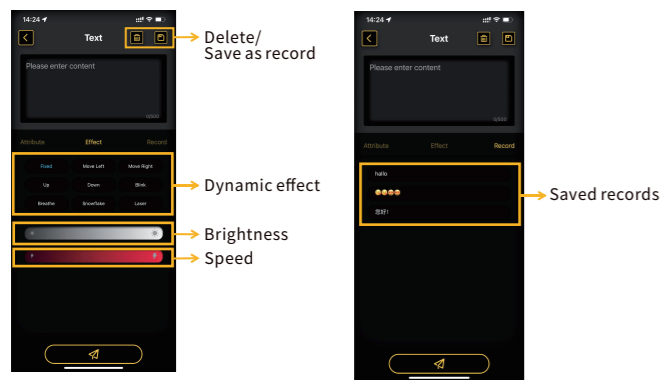 14:24
Text
Delete/
Save as record
Please enter content
0/500
Attribute Effect Record
Fixed Move Left Move Right
Up Down Blink
Breathe Snowflake Laser
Dynamic effect
Brightness
Speed
14:24
Text
Please enter content
0/500
Attribute Effect Record
hallo
您好!
Saved records